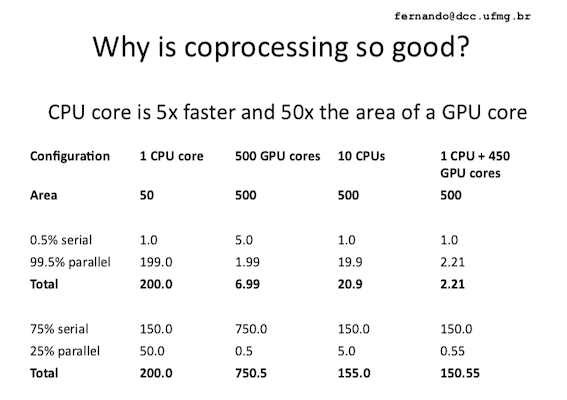 fernando@dcc.ufmg.br
Why is coprocessing so good?
CPU core is 5x faster and 50x the area of a GPU core
Configuration 1 CPU core 500 GPU cores 10 CPUs 1 CPU + 450 GPU cores
Area 50 500 500 500
0.5% serial 1.0 5.0 1.0 1.0
99.5% parallel 199.0 1.99 19.9 2.21
Total 200.0 6.99 20.9 2.21
75% serial 150.0 750.0 150.0 150.0
25% parallel 50.0 0.5 5.0 0.55
Total 200.0 750.5 155.0 150.55